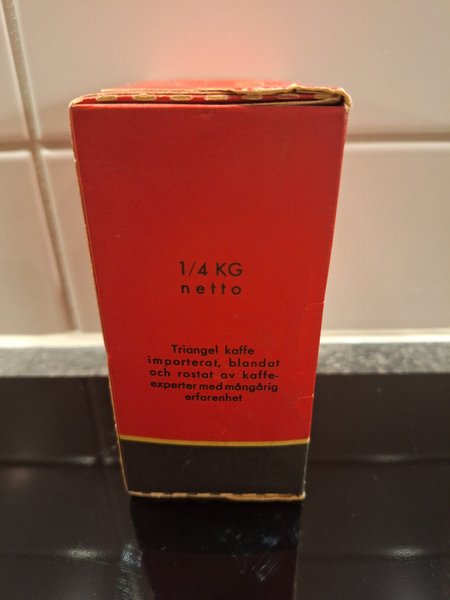 1/4 KG
netto
Triangel kaffe
importerat, blandat
och rostat av kaffe-
experter med mångårig
erfarenhet